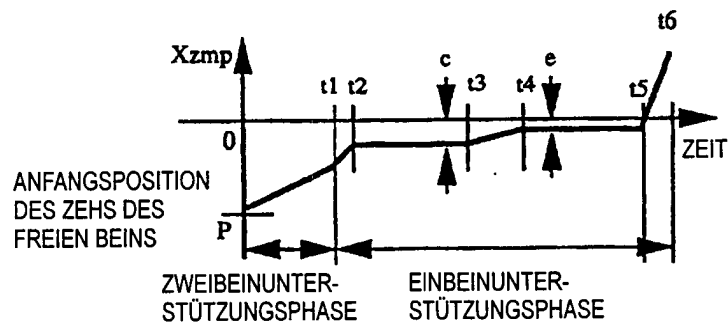 t6
Xzmp
c
e
t1 t2
t3
t4
t5
0
ZEIT
ANFANGSPOSITION
DES ZEHS DES
FREIEN BEINS
P
ZWEIBEINUNTER-
STÜTZUNGSPHASE
EINBEINUNTER-
STÜTZUNGSPHASE